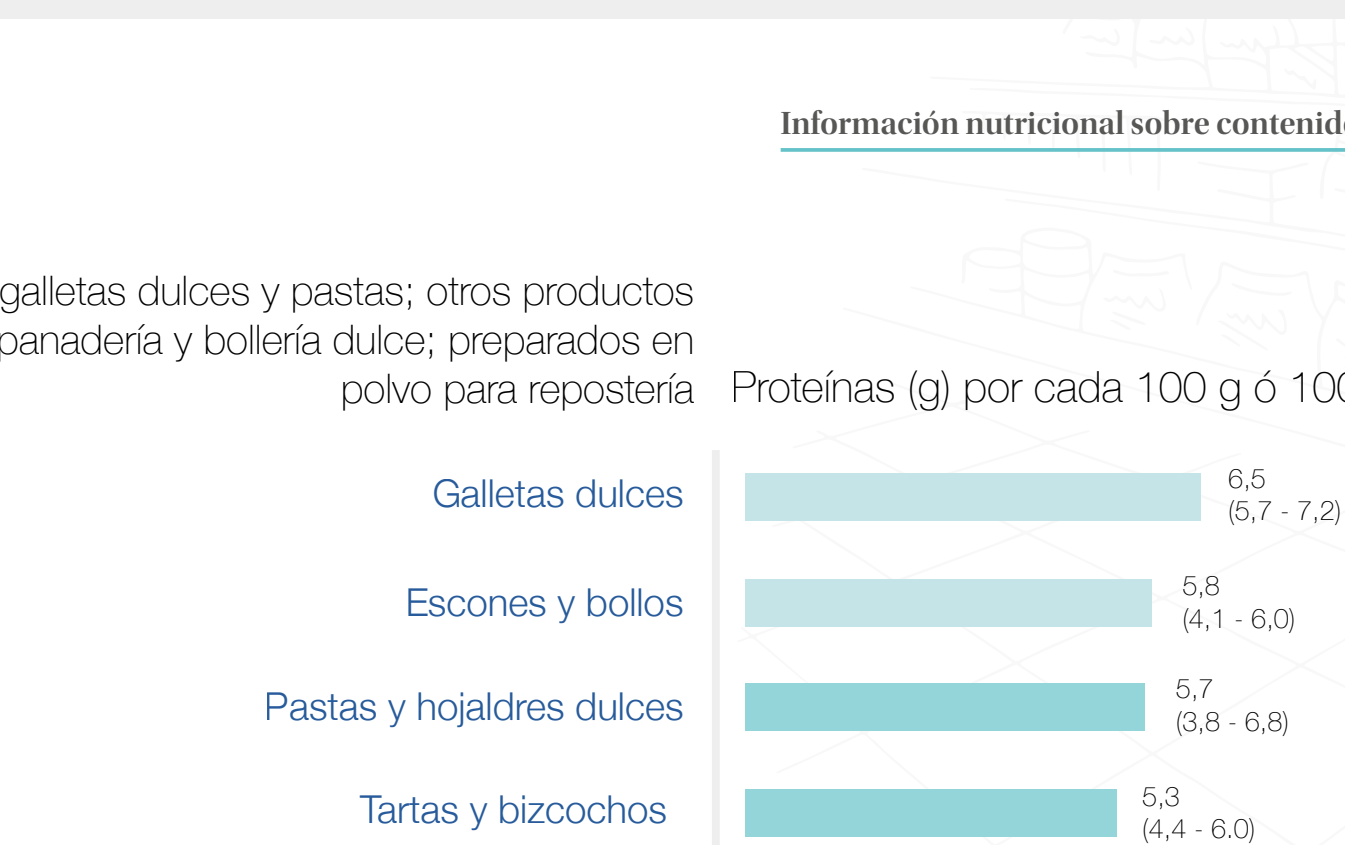 Información nutricional sobre contenid
galletas dulces y pastas; otros productos
panadería y bollería dulce; preparados en
polvo para repostería
Proteínas (g) por cada 100 g ó 100
Galletas dulces
6,5
(5,7 - 7,2)
Escones y bollos
5,8
(4,1 - 6,0)
Pastas y hojaldres dulces
5,7
(3,8 - 6,8)
Tartas y bizcochos
5,3
(4,4 - 6.0)